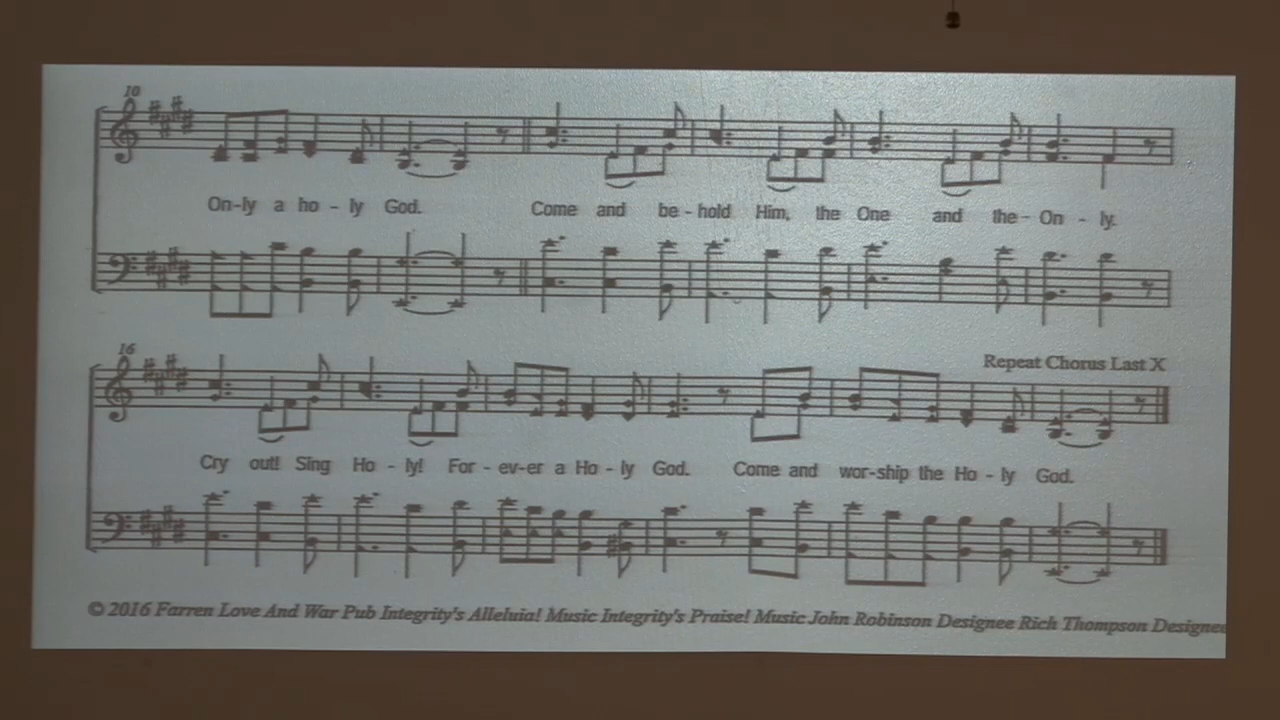 10
On-ly a ho - ly God. Come and be - hold Him, the One and the - On - ly.
16
Repeat Chorus Last X
Cry out! Sing Ho - ly! For - ev-er a Ho - ly God. Come and wor-ship the Ho - ly God.
© 2016 Farren Love And War Pub Integrity's Alleluia! Music Integrity's Praise! Music John Robinson Designee Rich Thompson Designee